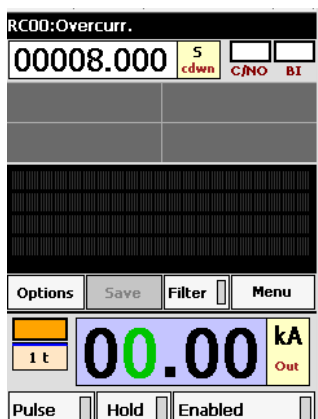 RC00:Overcurr.
00008.000 s cdwn C/NO BI
Options Save Filter Menu
1 t 00.00 kA Out
Pulse Hold Enabled